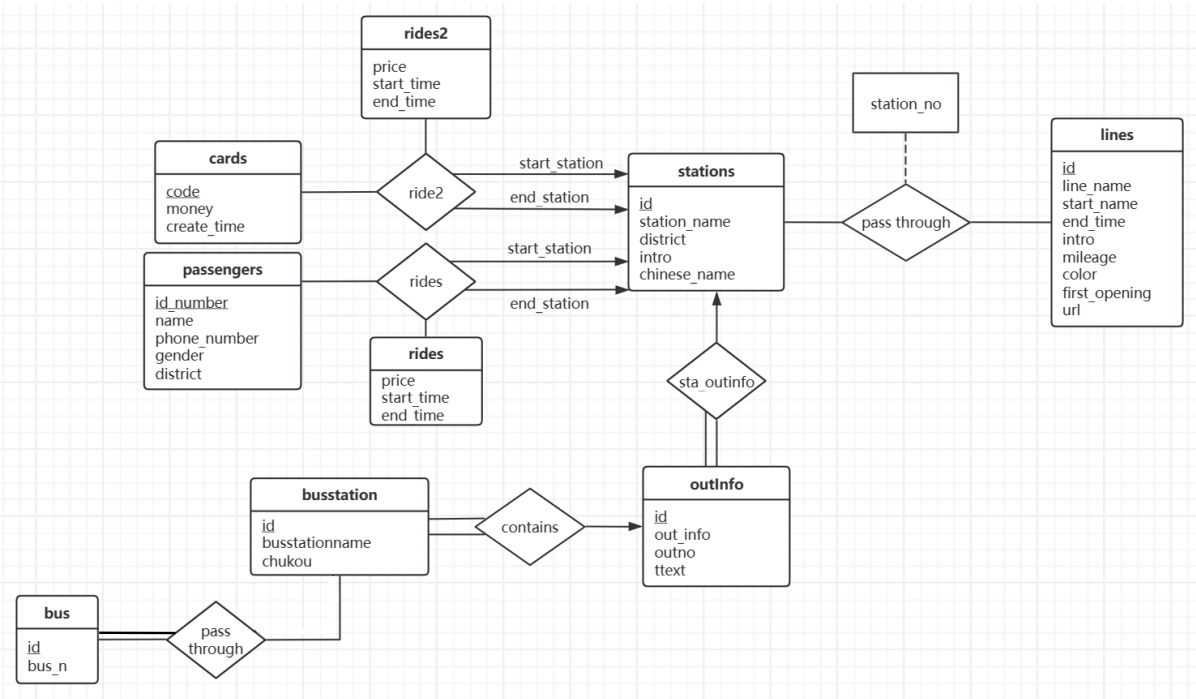 rides2
price
start_time
end_time
cards
code
money
create_time
ride2
start_station
end_station
stations
id
station_name
district
intro
chinese_name
station_no
pass through
lines
id
line_name
start_name
end_time
intro
mileage
color
first_opening
url
passengers
id_number
name
phone_number
gender
district
rides
start_station
end_station
rides
price
start_time
end_time
sta_outinfo
outInfo
id
out_info
outno
ttext
busstation
id
busstationname
chukou
contains
bus
id
bus_n
pass
through